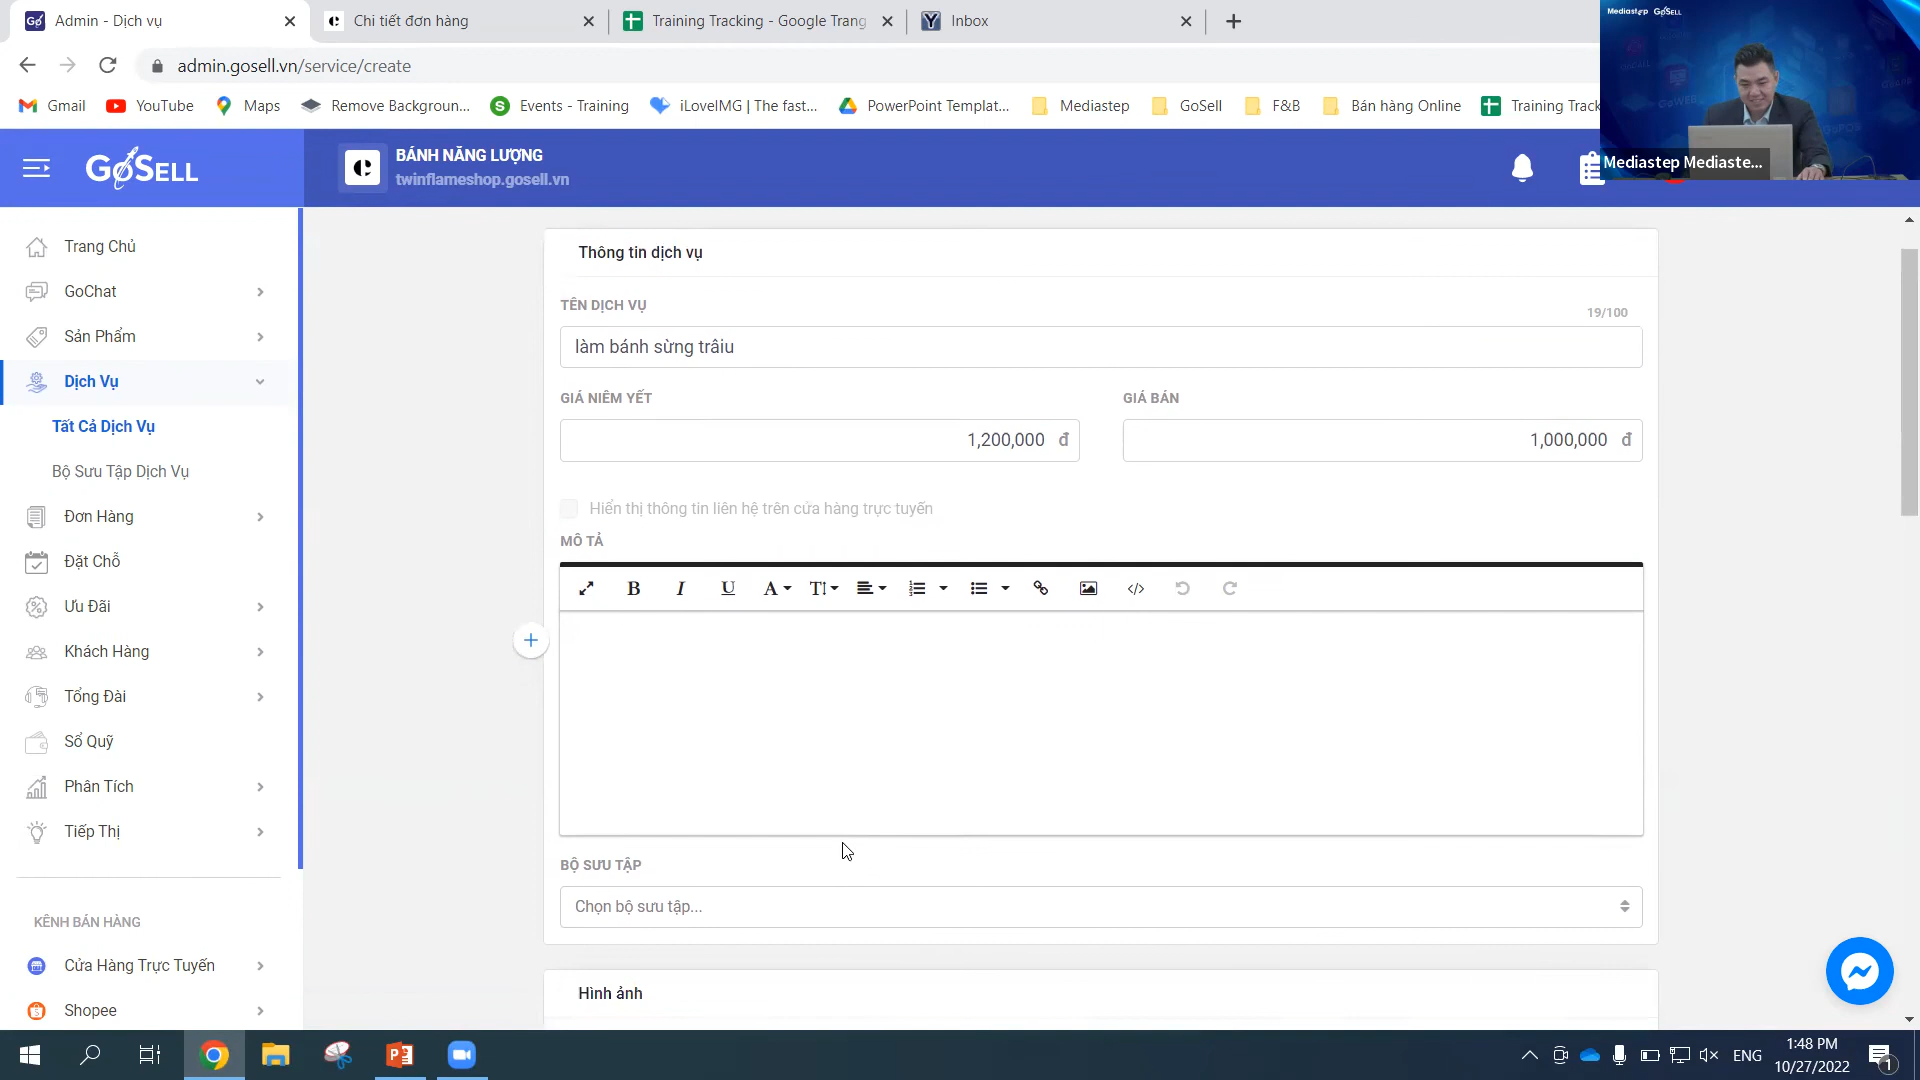 Admin - Dịch vụ
Chi tiết đơn hàng
Training Tracking - Google Trang
Inbox
admin.gosell.vn/service/create
Gmail
YouTube
Maps
Remove Backgroun...
Events - Training
iLoveIMG | The fast...
PowerPoint Templat...
Mediastep
GoSell
F&B
Bán hàng Online
Training Track
Mediastep GoSELL
Mediastep Mediaste...
GoSELL
BÁNH NĂNG LƯỢNG
twinflameshop.gosell.vn
Trang Chủ
GoChat
Sản Phẩm
Dịch Vụ
Tất Cả Dịch Vụ
Bộ Sưu Tập Dịch Vụ
Đơn Hàng
Đặt Chỗ
Ưu Đãi
Khách Hàng
Tổng Đài
Sổ Quỹ
Phân Tích
Tiếp Thị
KÊNH BÁN HÀNG
Cửa Hàng Trực Tuyến
Shopee
Thông tin dịch vụ
TÊN DỊCH VỤ
19/100
làm bánh sừng trâiu
GIÁ NIÊM YẾT
GIÁ BÁN
1,200,000 đ
1,000,000 đ
Hiển thị thông tin liên hệ trên cửa hàng trực tuyến
MÔ TẢ
BỘ SƯU TẬP
Chọn bộ sưu tập...
Hình ảnh
ENG
1:48 PM
10/27/2022
1